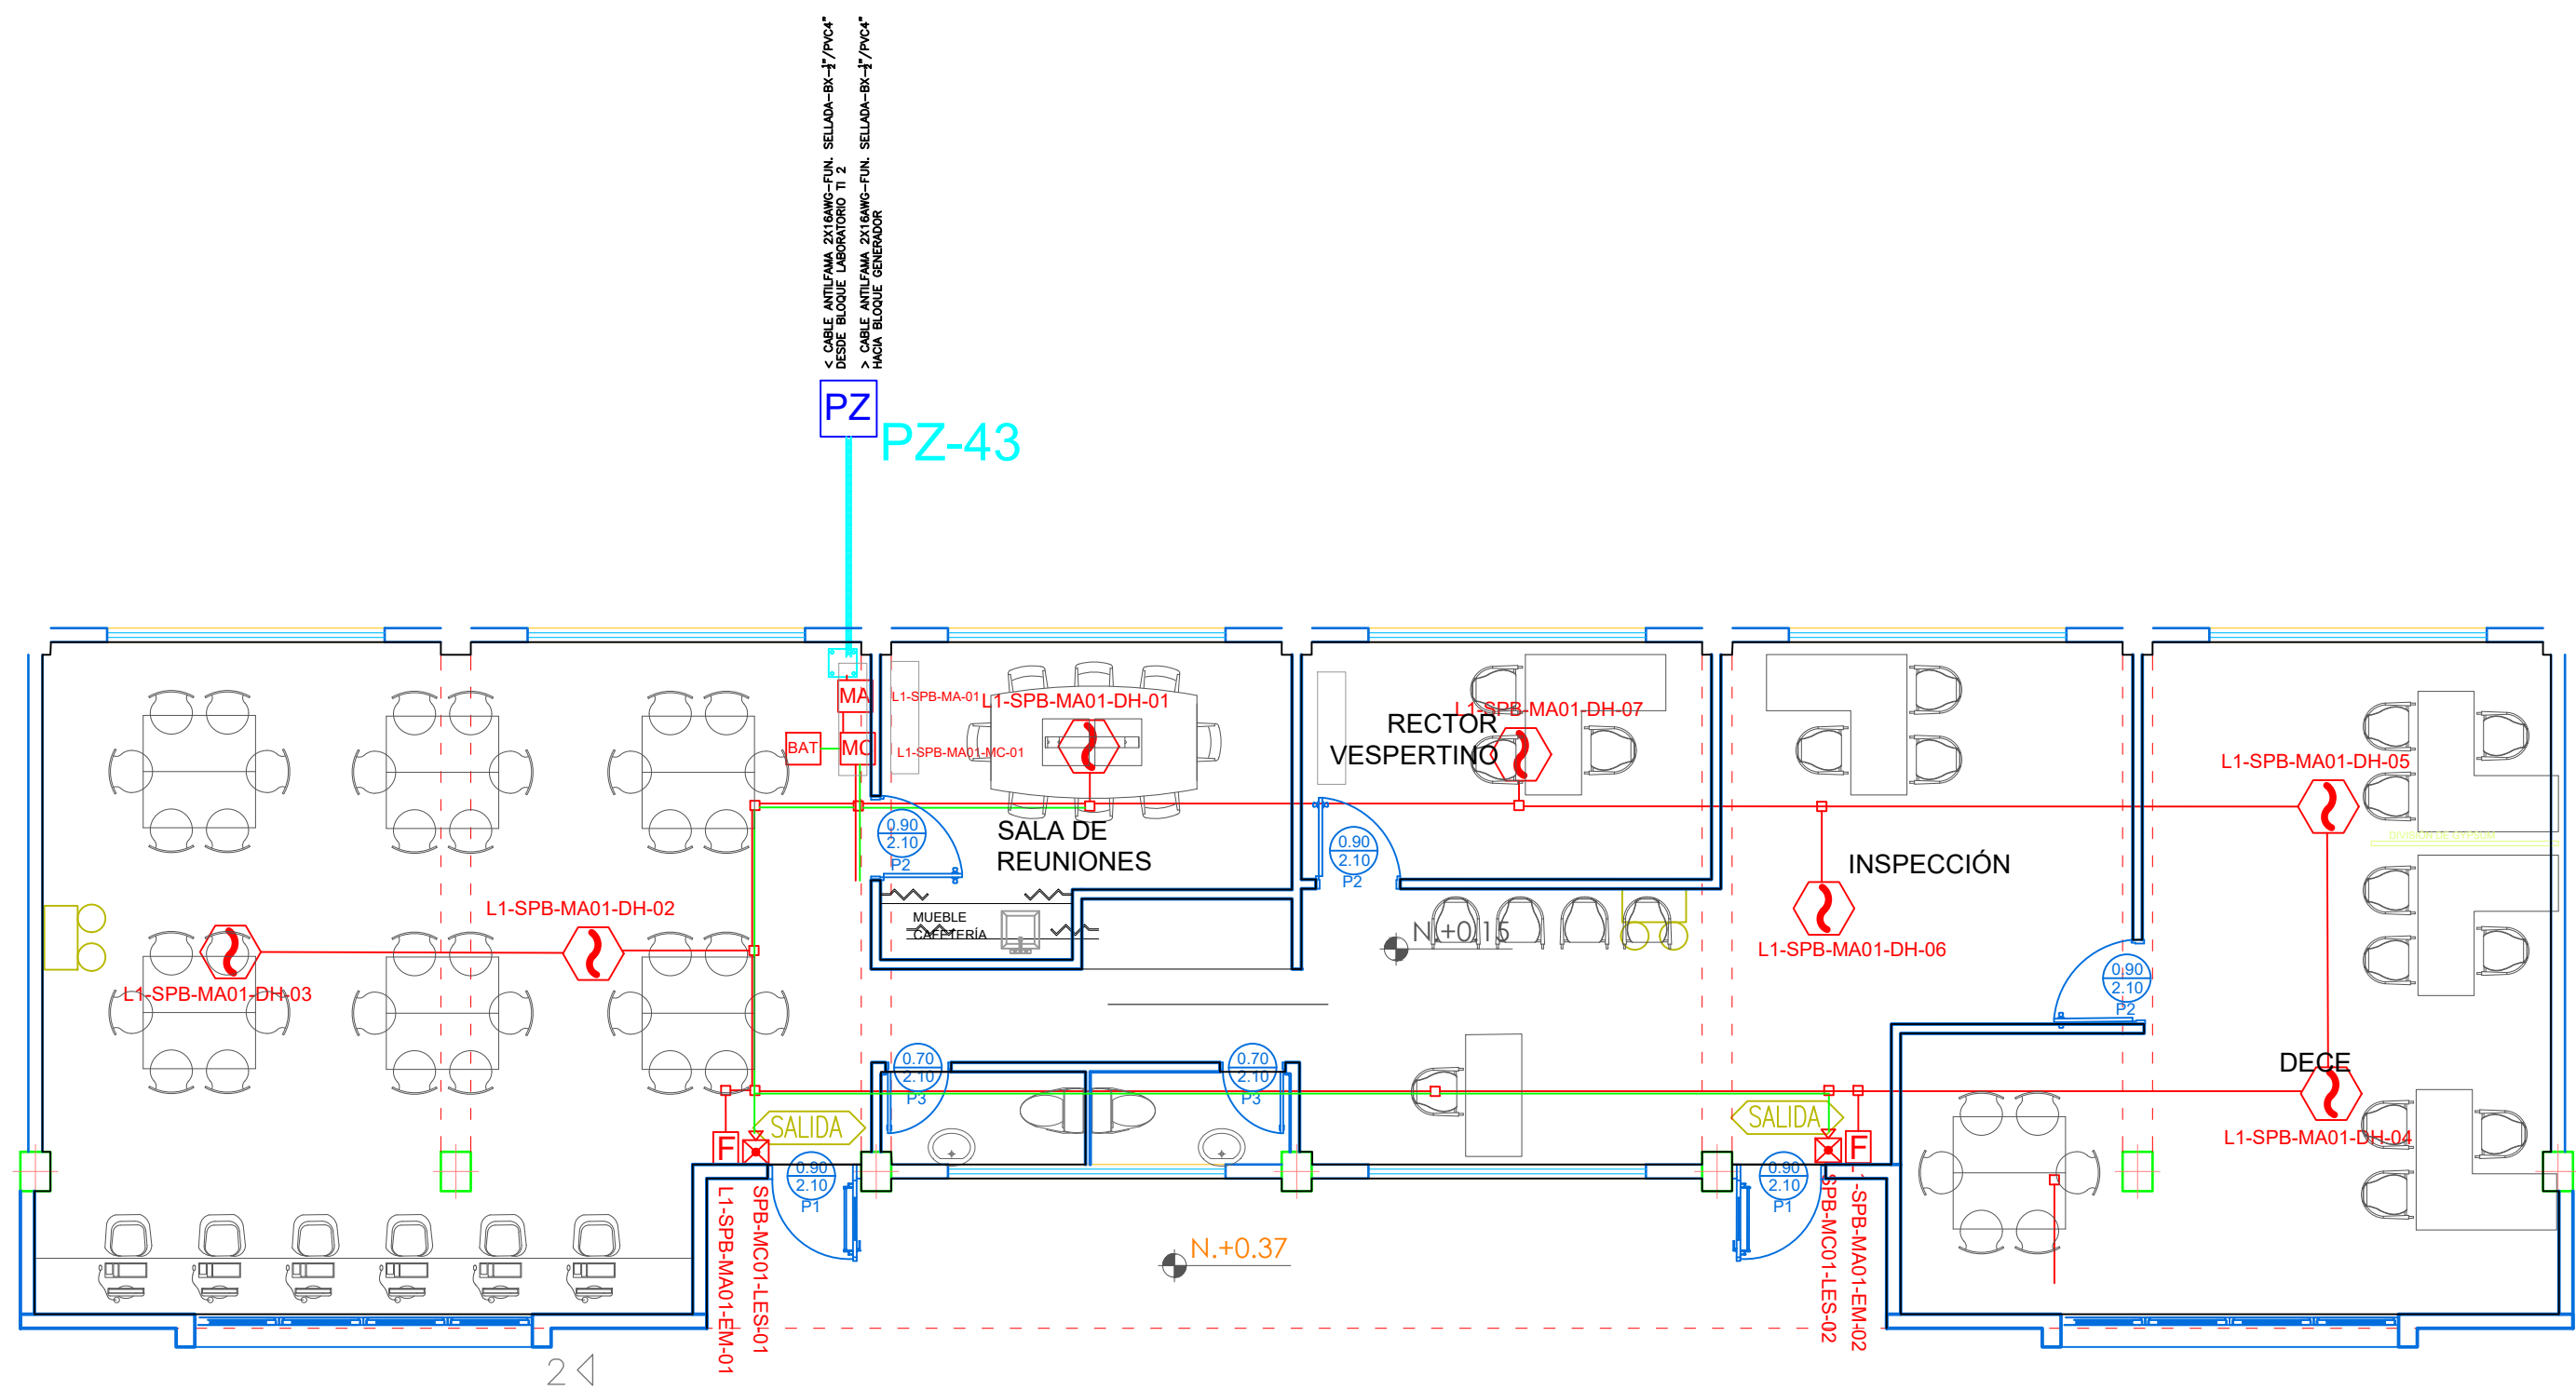 < CABLE ANTILFAMA 2X16AWG-FUN. SELLADA-BX-1/2"/PVC4"
DESDE BLOQUE LABORATORIO TI 2
> CABLE ANTILFAMA 2X16AWG-FUN. SELLADA-BX-1/2"/PVC4"
HACIA BLOQUE GENERADOR
PZ
PZ-43
MA
L1-SPB-MA-01
L1-SPB-MA01-DH-01
L1-SPB-MA01-DH-07
RECTOR
VESPERTINO
BAT
MC
L1-SPB-MA01-MC-01
L1-SPB-MA01-DH-05
0.90
2.10
P2
SALA DE
REUNIONES
0.90
2.10
P2
INSPECCIÓN
DIVISION DE GYPSUM
L1-SPB-MA01-DH-02
MUEBLE
CAFETERÍA
N.+0.15
L1-SPB-MA01-DH-06
L1-SPB-MA01-DH-03
0.90
2.10
P2
0.70
2.10
P3
0.70
2.10
P3
DECE
SALIDA
SALIDA
F
F
L1-SPB-MA01-DH-04
0.90
2.10
P1
0.90
2.10
P1
L1-SPB-MA01-EM-01
SPB-MC01-LES-01
SPB-MC01-LES-02
-SPB-MA01-EM-02
N.+0.37
2